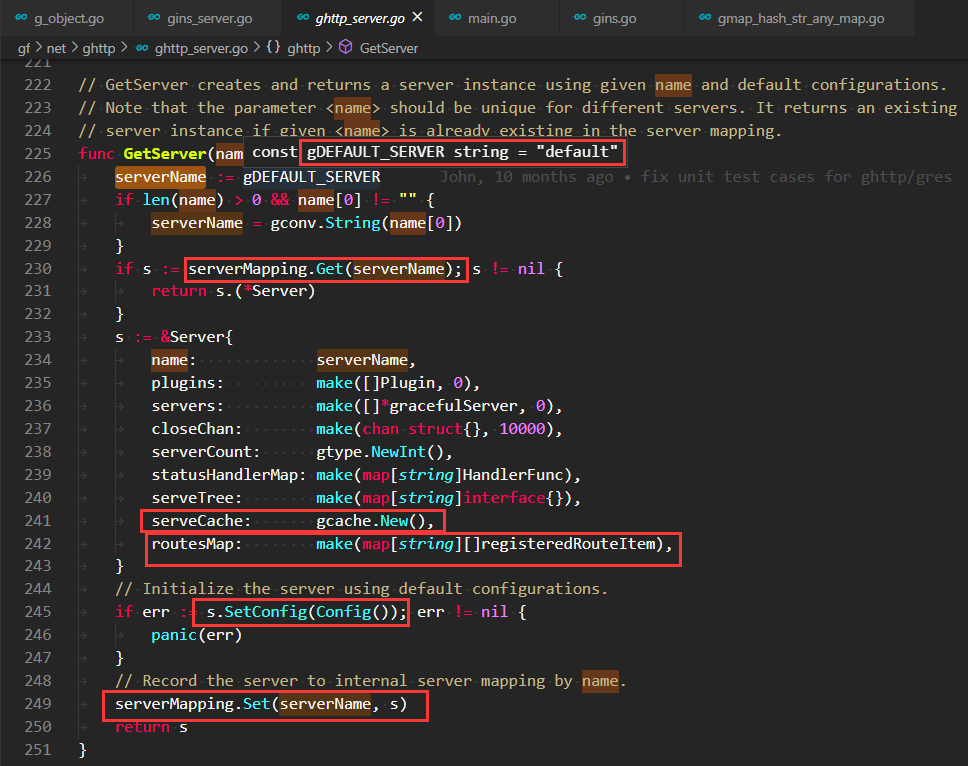 g_object.go gins_server.go ghttp_server.go × main.go gins.go gmap_hash_str_any_map.go
gf > net > ghttp > ghttp_server.go > {} ghttp > GetServer
221
222 // GetServer creates and returns a server instance using given name and default configurations.
223 // Note that the parameter <name> should be unique for different servers. It returns an existing
224 // server instance if given <name> is already existing in the server mapping.
225 func GetServer(nam const gDEFAULT_SERVER string = "default"
226 serverName := gDEFAULT_SERVER John, 10 months ago • fix unit test cases for ghttp/gres
227 if len(name) > 0 && name[0] != "" {
228 serverName = gconv.String(name[0])
229 }
230 if s := serverMapping.Get(serverName); s != nil {
231 return s.(*Server)
232 }
233 s := &Server{
234 name: serverName,
235 plugins: make([]Plugin, 0),
236 servers: make([]*gracefulServer, 0),
237 closeChan: make(chan struct{}, 10000),
238 serverCount: gtype.NewInt(),
239 statusHandlerMap: make(map[string]HandlerFunc),
240 serveTree: make(map[string]interface{}),
241 serveCache: gcache.New(),
242 routesMap: make(map[string][]registeredRouteItem),
243 }
244 // Initialize the server using default configurations.
245 if err := s.SetConfig(Config()); err != nil {
246 panic(err)
247 }
248 // Record the server to internal server mapping by name.
249 serverMapping.Set(serverName, s)
250 return s
251 }